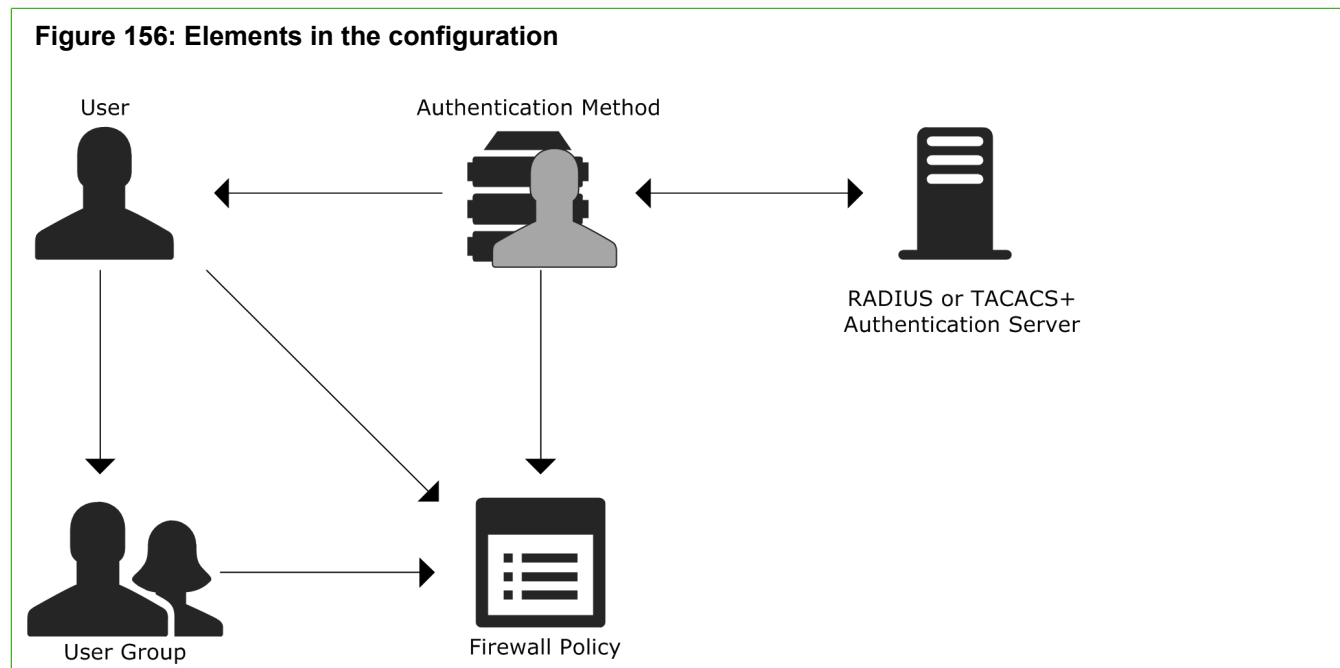 Figure 156: Elements in the configuration
User
Authentication Method
RADIUS or TACACS+
Authentication Server
User Group
Firewall Policy